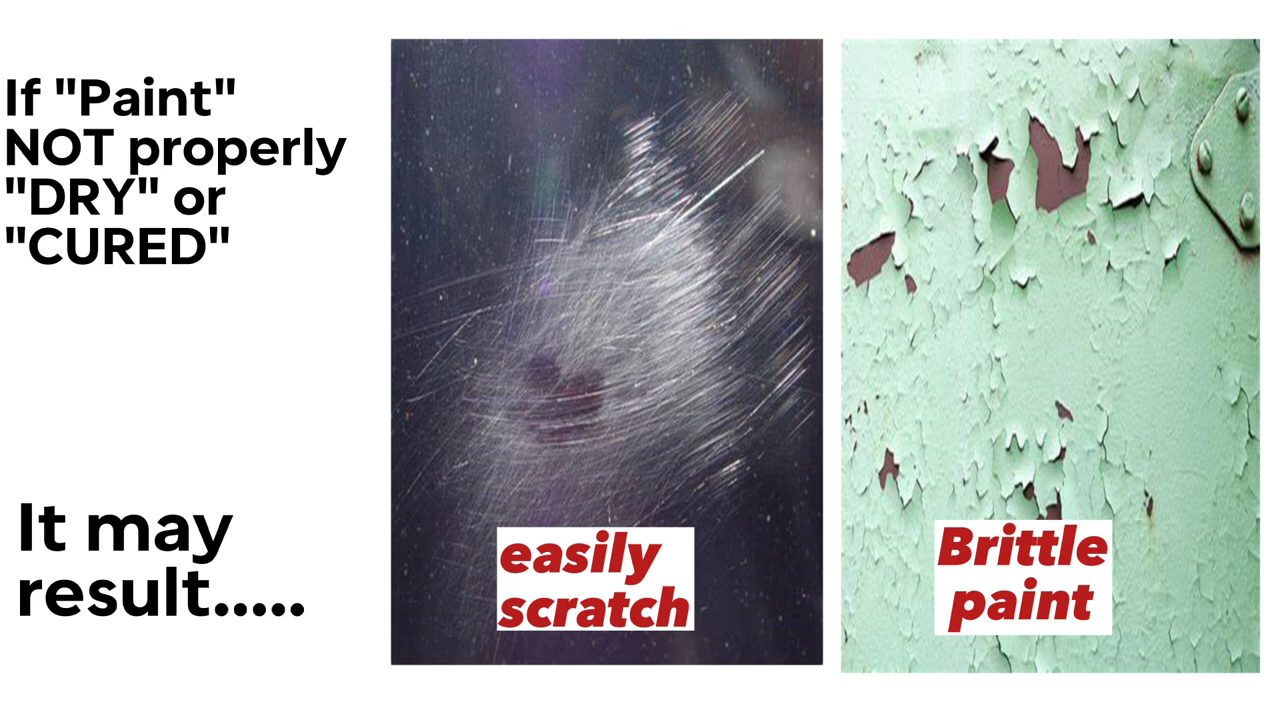 If "Paint"
NOT properly
"DRY" or
"CURED"
It may
result.....
easily
scratch
Brittle
paint